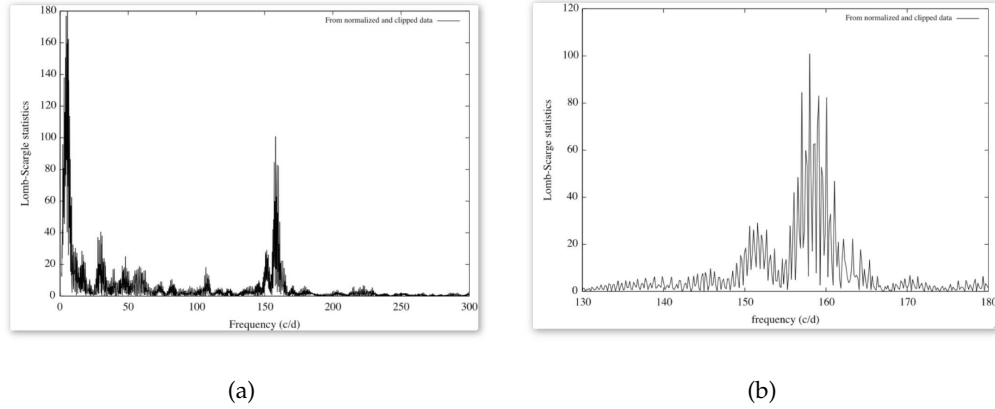 From normalized and clipped data
180
160
140
120
100
80
60
40
20
0
Lomb-Scargle statistics
0 50 100 150 200 250 300
Frequency (c/d)
(a)
From normalized and clipped data
120
100
80
60
40
20
0
Lomb-Scarge statistics
130 140 150 160 170 180
frequency (c/d)
(b)